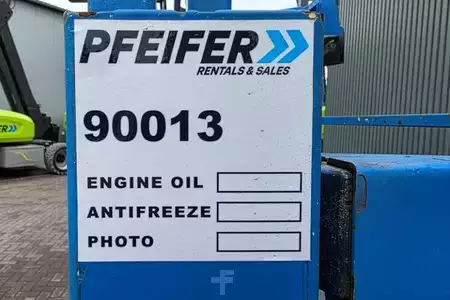 PFEIFER
RENTALS & SALES
90013
ENGINE OIL
ANTIFREEZE
PHOTO